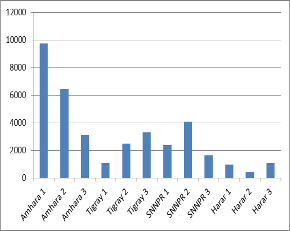 12000
10000
8000
6000
4000
2000
0
Amhara 1
Amhara 2
Amhara 3
Tigray 1
Tigray 2
Tigray 3
SNNPR 1
SNNPR 2
SNNPR 3
Harar 1
Harar 2
Harar 3